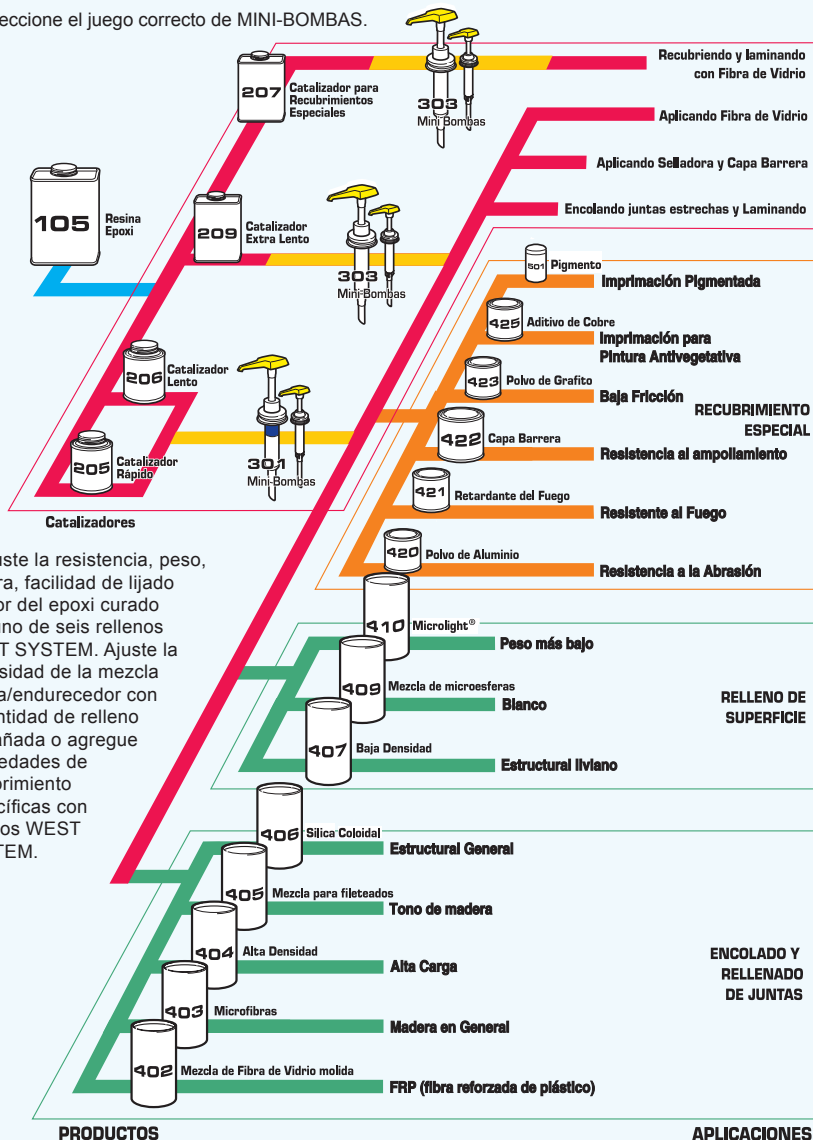 eccione el juego correcto de MINI-BOMBAS.
207
Catalizador para
Recubrimientos
Especiales
303
Mini Bombas
Recubriendo y laminando
con Fibra de Vidrio
Aplicando Fibra de Vidrio
Aplicando Selladora y Capa Barrera
Encolando juntas estrechas y Laminando
105
Resina
Epoxi
209
Catalizador
Extra Lento
303
Mini-Bombas
206
Catalizador
Lento
205
Catalizador
Rápido
301
Mini-Bombas
Catalizadores
501
Pigmento
Imprimación Pigmentada
425
Aditivo de Cobre
Imprimación para
Pintura Antivegetativa
423
Polvo de Grafito
Baja Fricción
RECUBRIMIENTO
ESPECIAL
422
Capa Barrera
Resistencia al ampollamiento
421
Retardante del Fuego
Resistente al Fuego
420
Polvo de Aluminio
Resistencia a la Abrasión
uste la resistencia, peso,
ra, facilidad de lijado
or del epoxi curado
uno de seis rellenos
T SYSTEM. Ajuste la
sidad de la mezcla
a/endurecedor con
ntidad de relleno
añada o agregue
iedades de
brimiento
cíficas con
os WEST
TEM.
410
Microlight®
Peso más bajo
409
Mezcla de microesferas
Blanco
RELLENO DE
SUPERFICIE
407
Baja Densidad
Estructural liviano
406
Silica Coloidal
Estructural General
405
Mezcla para fileteados
Tono de madera
404
Alta Densidad
Alta Carga
ENCOLADO Y
RELLENADO
DE JUNTAS
403
Microfibras
Madera en General
402
Mezcla de Fibra de Vidrio molida
FRP (fibra reforzada de plástico)
PRODUCTOS
APLICACIONES